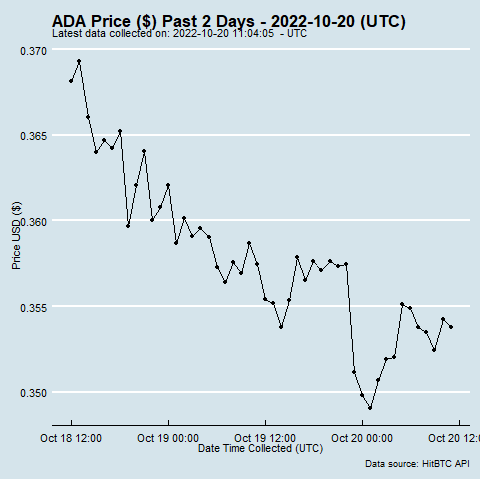 ADA Price ($) Past 2 Days - 2022-10-20 (UTC)
Latest data collected on: 2022-10-20 11:04:05 - UTC
0.370
0.365
0.360
0.355
0.350
Price USD ($)
Oct 18 12:00 Oct 19 00:00 Oct 19 12:00 Oct 20 00:00 Oct 20 12:
Date Time Collected (UTC)
Data source: HitBTC API